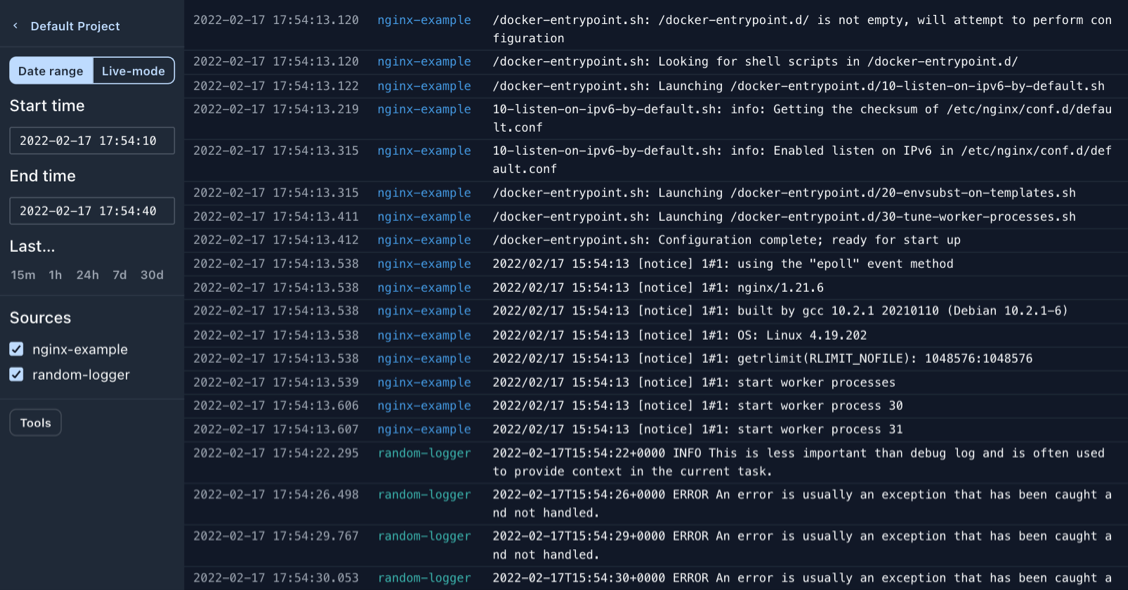 Default Project
Date range Live-mode
Start time
2022-02-17 17:54:10
End time
2022-02-17 17:54:40
Last...
15m 1h 24h 7d 30d
Sources
nginx-example
random-logger
Tools
2022-02-17 17:54:13.120 nginx-example /docker-entrypoint.sh: /docker-entrypoint.d/ is not empty, will attempt to perform con
figuration
2022-02-17 17:54:13.120 nginx-example /docker-entrypoint.sh: Looking for shell scripts in /docker-entrypoint.d/
2022-02-17 17:54:13.122 nginx-example /docker-entrypoint.sh: Launching /docker-entrypoint.d/10-listen-on-ipv6-by-default.sh
2022-02-17 17:54:13.219 nginx-example 10-listen-on-ipv6-by-default.sh: info: Getting the checksum of /etc/nginx/conf.d/defau
lt.conf
2022-02-17 17:54:13.315 nginx-example 10-listen-on-ipv6-by-default.sh: info: Enabled listen on IPv6 in /etc/nginx/conf.d/def
ault.conf
2022-02-17 17:54:13.315 nginx-example /docker-entrypoint.sh: Launching /docker-entrypoint.d/20-envsubst-on-templates.sh
2022-02-17 17:54:13.411 nginx-example /docker-entrypoint.sh: Launching /docker-entrypoint.d/30-tune-worker-processes.sh
2022-02-17 17:54:13.412 nginx-example /docker-entrypoint.sh: Configuration complete; ready for start up
2022-02-17 17:54:13.538 nginx-example 2022/02/17 15:54:13 [notice] 1#1: using the "epoll" event method
2022-02-17 17:54:13.538 nginx-example 2022/02/17 15:54:13 [notice] 1#1: nginx/1.21.6
2022-02-17 17:54:13.538 nginx-example 2022/02/17 15:54:13 [notice] 1#1: built by gcc 10.2.1 20210110 (Debian 10.2.1-6)
2022-02-17 17:54:13.538 nginx-example 2022/02/17 15:54:13 [notice] 1#1: OS: Linux 4.19.202
2022-02-17 17:54:13.538 nginx-example 2022/02/17 15:54:13 [notice] 1#1: getrlimit(RLIMIT_NOFILE): 1048576:1048576
2022-02-17 17:54:13.539 nginx-example 2022/02/17 15:54:13 [notice] 1#1: start worker processes
2022-02-17 17:54:13.606 nginx-example 2022/02/17 15:54:13 [notice] 1#1: start worker process 30
2022-02-17 17:54:13.607 nginx-example 2022/02/17 15:54:13 [notice] 1#1: start worker process 31
2022-02-17 17:54:22.295 random-logger 2022-02-17T15:54:22+0000 INFO This is less important than debug log and is often used
to provide context in the current task.
2022-02-17 17:54:26.498 random-logger 2022-02-17T15:54:26+0000 ERROR An error is usually an exception that has been caught a
nd not handled.
2022-02-17 17:54:29.767 random-logger 2022-02-17T15:54:29+0000 ERROR An error is usually an exception that has been caught a
nd not handled.
2022-02-17 17:54:30.053 random-logger 2022-02-17T15:54:30+0000 ERROR An error is usually an exception that has been caught a